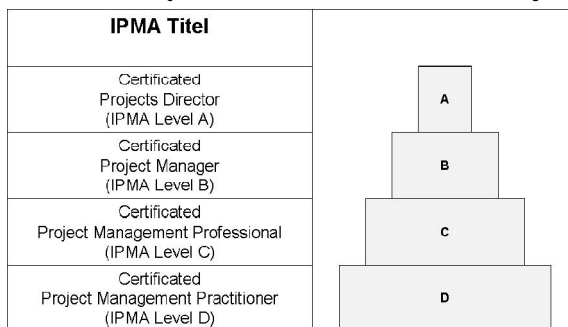 IPMA Titel
Certificated
Projects Director
(IPMA Level A)
A
Certificated
Project Manager
(IPMA Level B)
B
Certificated
Project Management Professional
(IPMA Level C)
C
Certificated
Project Management Practitioner
(IPMA Level D)
D